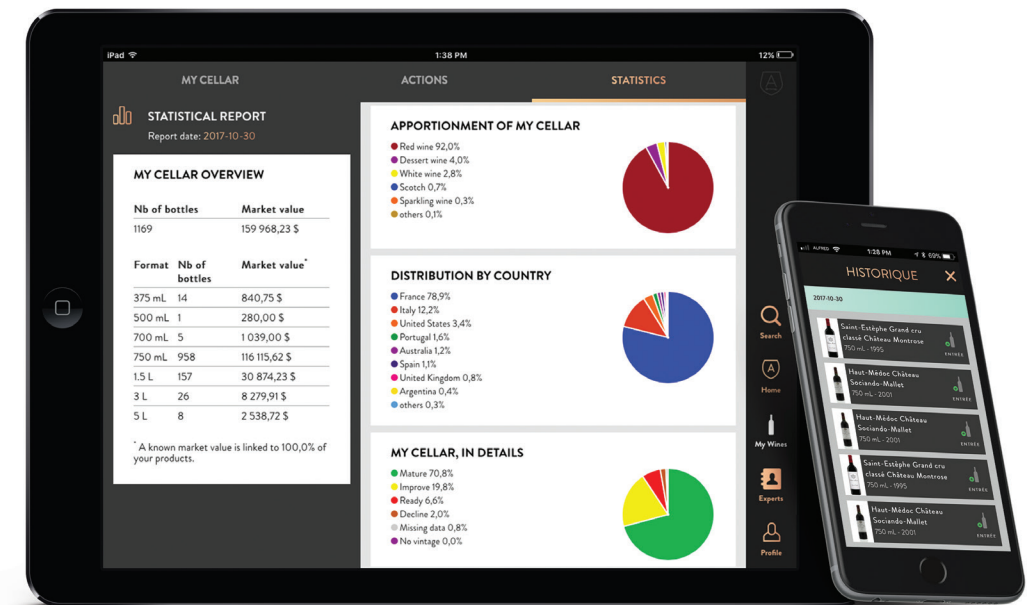 iPad
1:38 PM
12%
MY CELLAR
ACTIONS
STATISTICS
STATISTICAL REPORT
Report date: 2017-10-30
MY CELLAR OVERVIEW
Nb of bottles Market value
1169 159 968,23 $
Format Nb of bottles Market value*
375 mL 14 840,75 $
500 mL 1 280,00 $
700 mL 5 1 039,00 $
750 mL 958 116 115,62 $
1.5 L 157 30 874,23 $
3 L 26 8 279,91 $
5 L 8 2 538,72 $
* A known market value is linked to 100,0% of
your products.
APPORTIONMENT OF MY CELLAR
Red wine 92,0%
Dessert wine 4,0%
White wine 2,8%
Scotch 0,7%
Sparkling wine 0,3%
others 0,1%
DISTRIBUTION BY COUNTRY
France 78,9%
Italy 12,2%
United States 3,4%
Portugal 1,6%
Australia 1,2%
Spain 1,1%
United Kingdom 0,8%
Argentina 0,4%
others 0,3%
MY CELLAR, IN DETAILS
Mature 70,8%
Improve 19,8%
Ready 6,6%
Decline 2,0%
Missing data 0,8%
No vintage 0,0%
A
Search
A
Home
My Wines
Experts
Profile
ALFRED
1:28 PM
69%
HISTORIQUE X
2017-10-30
Saint-Estèphe Grand cru
classé Château Montrose
750 mL - 1995
ENTRÉE
Haut-Médoc Château
Sociando-Mallet
750 mL - 2001
ENTRÉE
Haut-Médoc Château
Sociando-Mallet
750 mL - 2001
ENTRÉE
Saint-Estèphe Grand cru
classé Château Montrose
750 mL - 1995
ENTRÉE
Haut-Médoc Château
Sociando-Mallet
750 mL - 2001
ENTRÉE